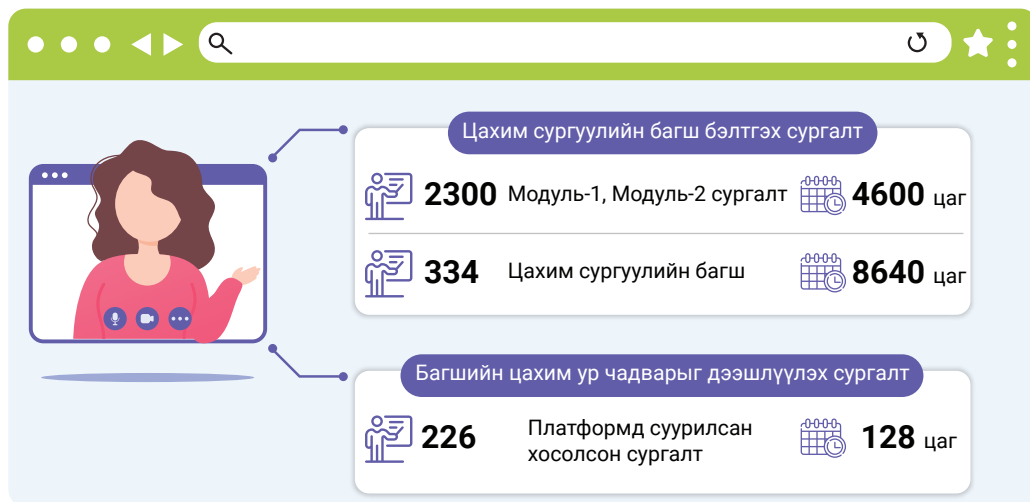 Цахим сургуулийн багш бэлтгэх сургалт
2300 Модуль-1, Модуль-2 сургалт 4600 цаг
334 Цахим сургуулийн багш 8640 цаг
Багшийн цахим ур чадварыг дээшлүүлэх сургалт
226 Платформд суурилсан
хосолсон сургалт 128 цаг